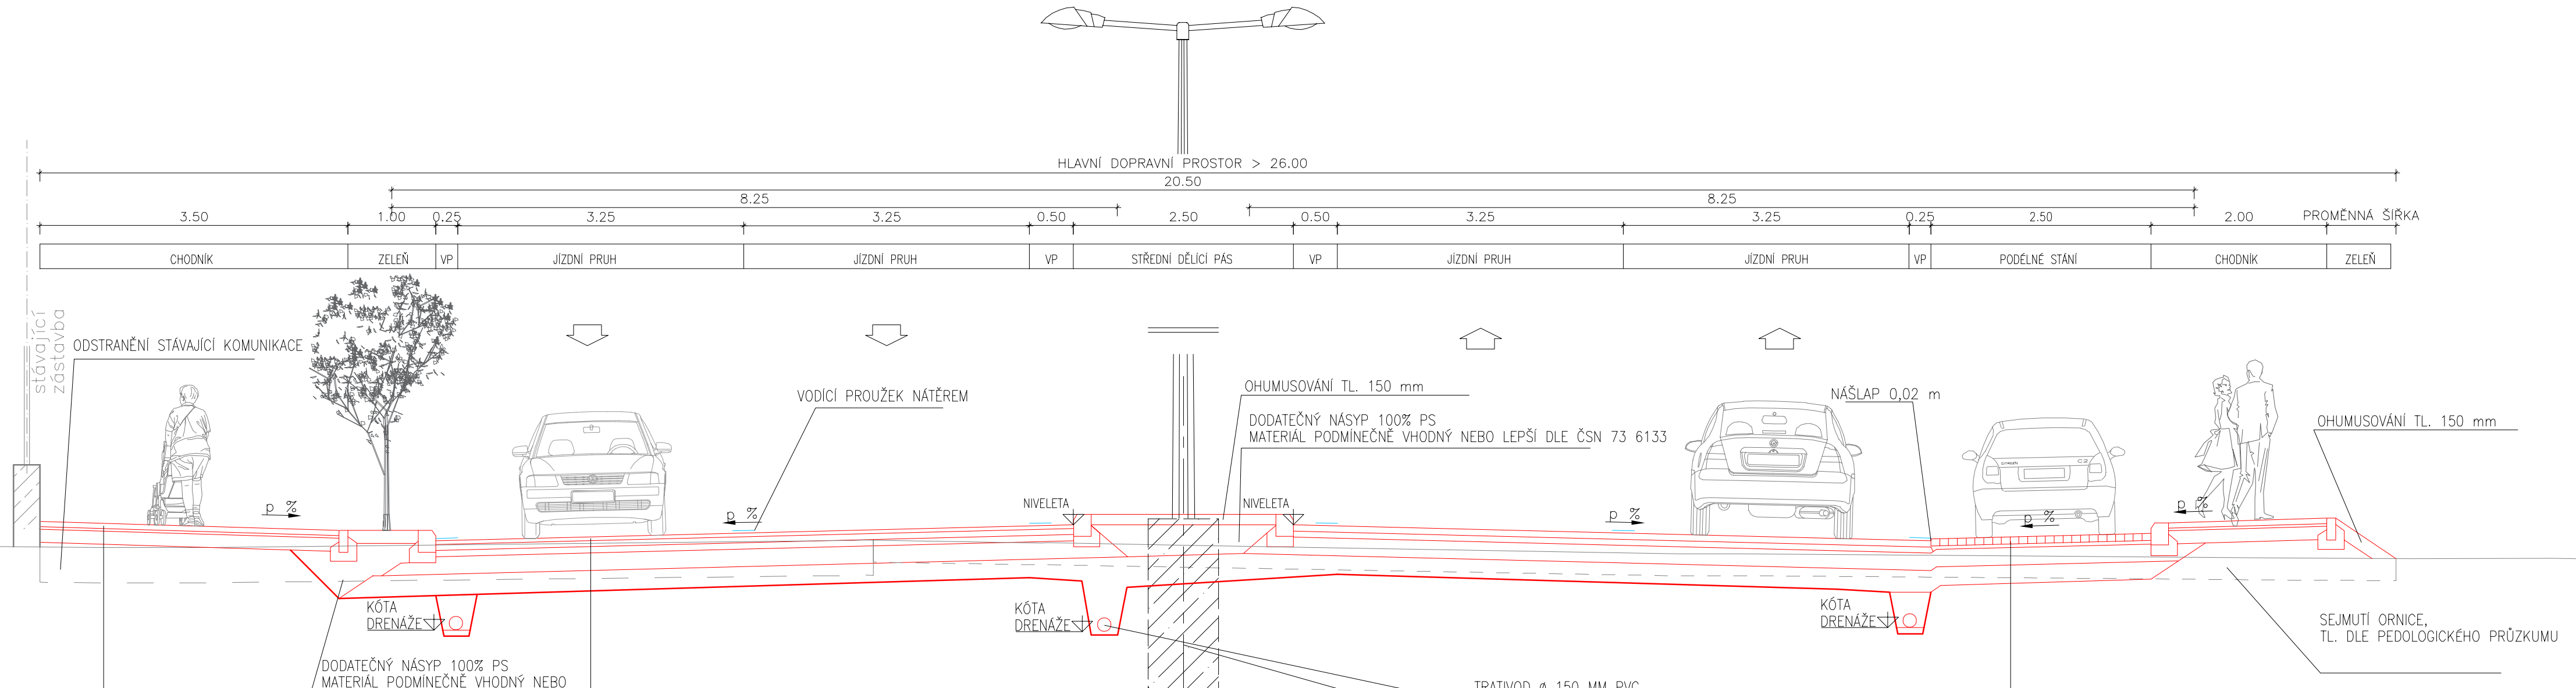 HLAVNÍ DOPRAVNÍ PROSTOR > 26.00
20.50
8.25 8.25
3.50 1.00 0.25 3.25 3.25 0.50 2.50 0.50 3.25 3.25 0.25 2.50 2.00 PROMĚNNÁ ŠÍŘKA
CHODNÍK ZELEŇ VP JÍZDNÍ PRUH JÍZDNÍ PRUH VP STŘEDNÍ DĚLÍCÍ PÁS VP JÍZDNÍ PRUH JÍZDNÍ PRUH VP PODÉLNÉ STÁNÍ CHODNÍK ZELEŇ
stávající
zástavba
ODSTRANĚNÍ STÁVAJÍCÍ KOMUNIKACE
VODÍCÍ PROUŽEK NÁTĚREM
OHUMUSOVÁNÍ TL. 150 mm
DODATEČNÝ NÁSYP 100% PS
MATERIÁL PODMÍNEČNĚ VHODNÝ NEBO LEPŠÍ DLE ČSN 73 6133
NÁŠLAP 0,02 m
OHUMUSOVÁNÍ TL. 150 mm
p %
p %
NIVELETA
NIVELETA
p %
p %
p %
KÓTA
DRENÁŽE
KÓTA
DRENÁŽE
KÓTA
DRENÁŽE
SEJMUTÍ ORNICE,
TL. DLE PEDOLOGICKÉHO PRŮZKUMU
DODATEČNÝ NÁSYP 100% PS
MATERIÁL PODMÍNEČNĚ VHODNÝ NEBO
TRATIVOD ø 150 MM PVC